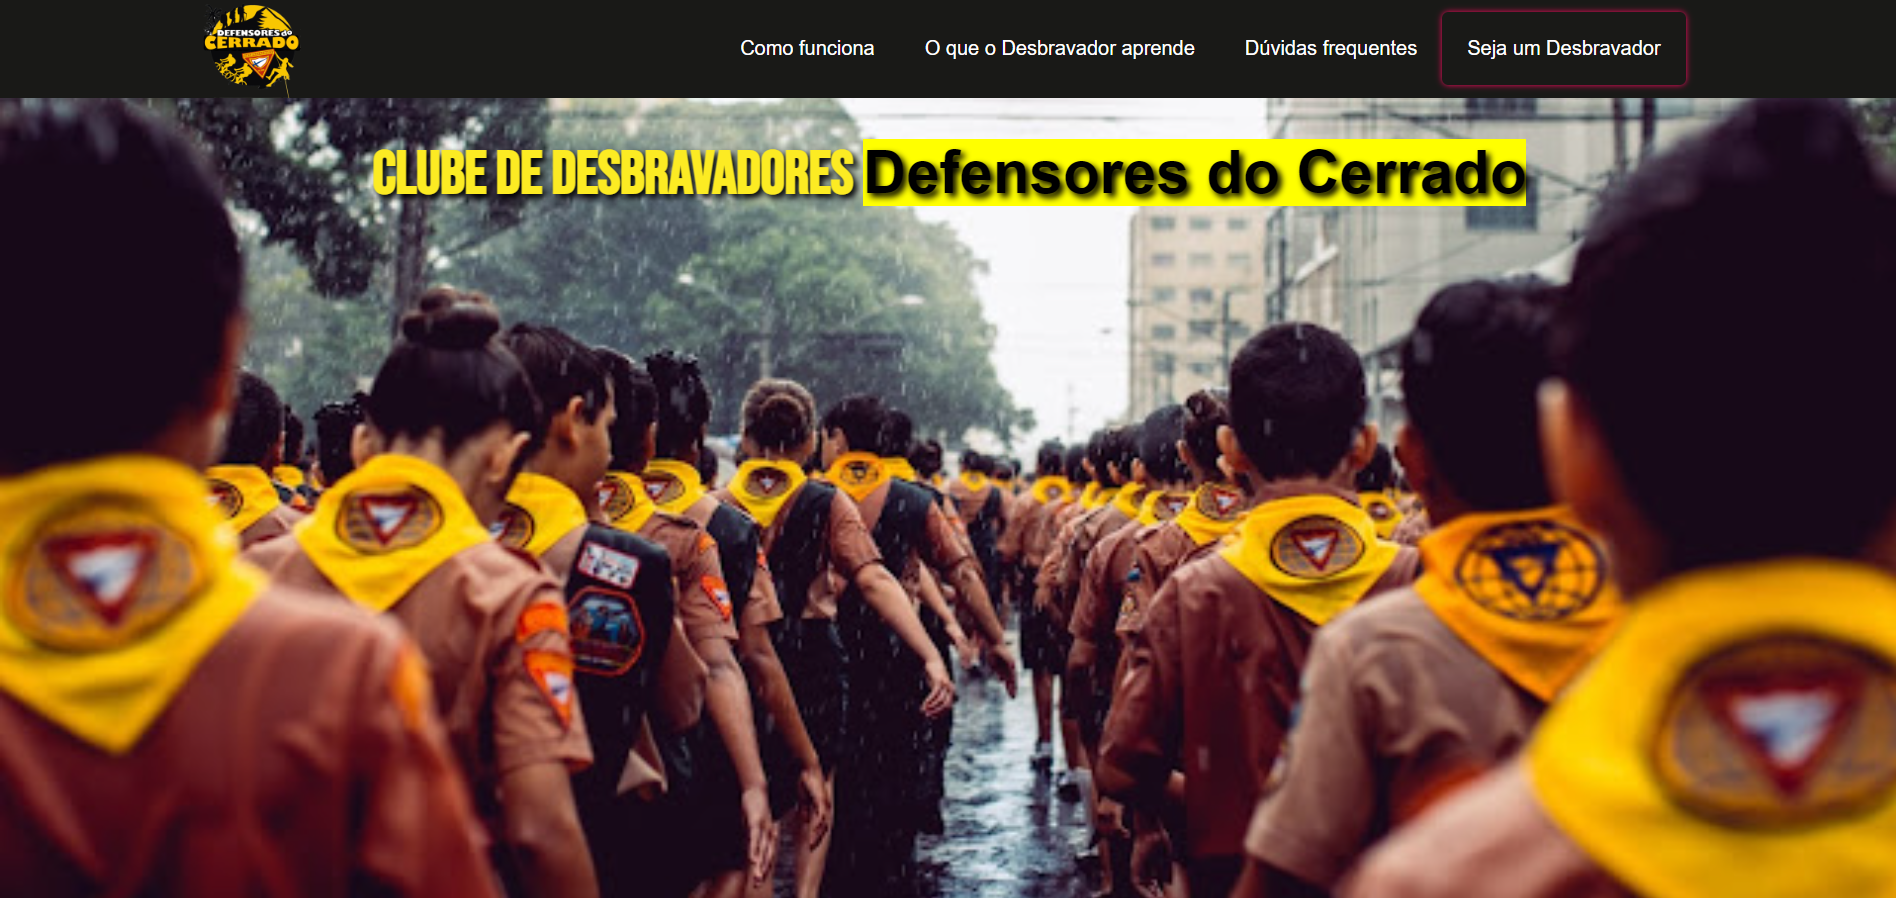 DEFENSORES do
CERRADO
Como funciona
O que o Desbravador aprende
Dúvidas frequentes
Seja um Desbravador
CLUBE DE DESBRAVADORES Defensores do Cerrado